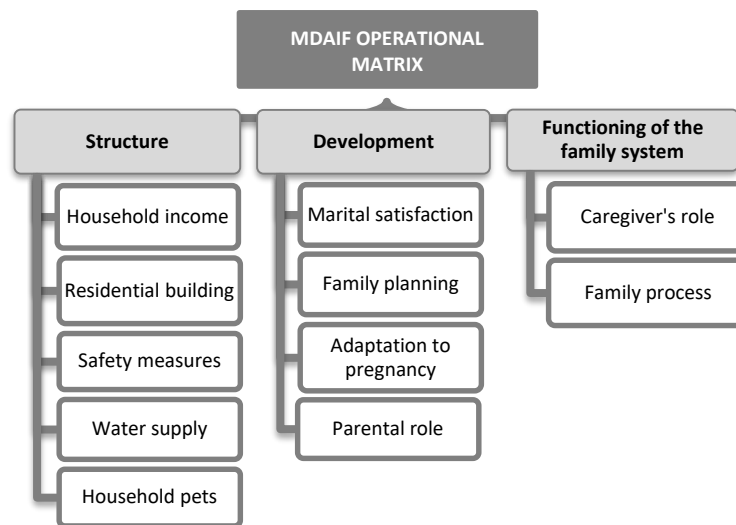 MDAIF OPERATIONAL
MATRIX
Structure
Household income
Residential building
Safety measures
Water supply
Household pets
Development
Marital satisfaction
Family planning
Adaptation to
pregnancy
Parental role
Functioning of the
family system
Caregiver's role
Family process